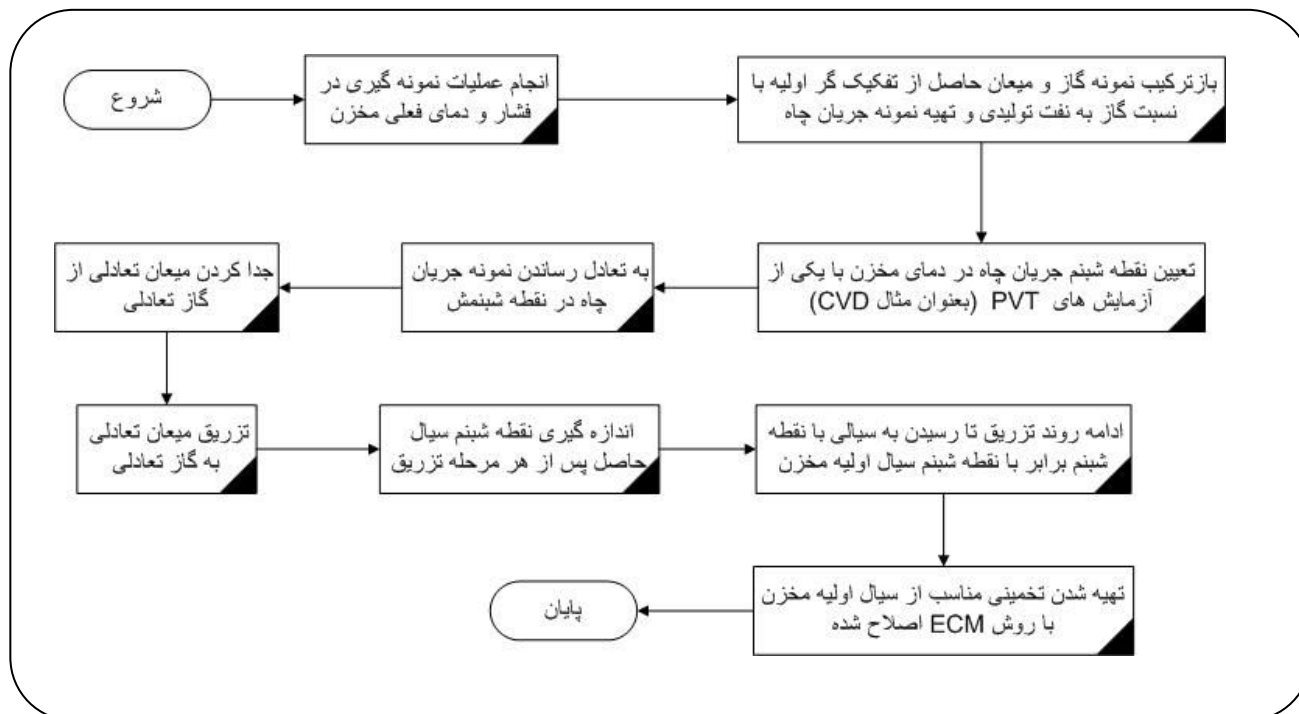 شروع
انجام عملیات نمونه گیری در
فشار و دمای فعلی مخزن
بازترکیب نمونه گاز و میعان حاصل از تفکیک گر اولیه با
نسبت گاز به نفت تولیدی و تهیه نمونه جریان چاه
تعیین نقطه شبنم جریان چاه در دمای مخزن با یکی از
آزمایش های PVT (بعنوان مثال CVD)
به تعادل رساندن نمونه جریان
چاه در نقطه شبنمش
جدا کردن میعان تعادلی از
گاز تعادلی
تزریق میعان تعادلی
به گاز تعادلی
اندازه گیری نقطه شبنم سیال
حاصل پس از هر مرحله تزریق
ادامه روند تزریق تا رسیدن به سیالی با نقطه
شبنم برابر با نقطه شبنم سیال اولیه مخزن
تهیه شدن تخمینی مناسب از سیال اولیه مخزن
با روش ECM اصلاح شده
پایان